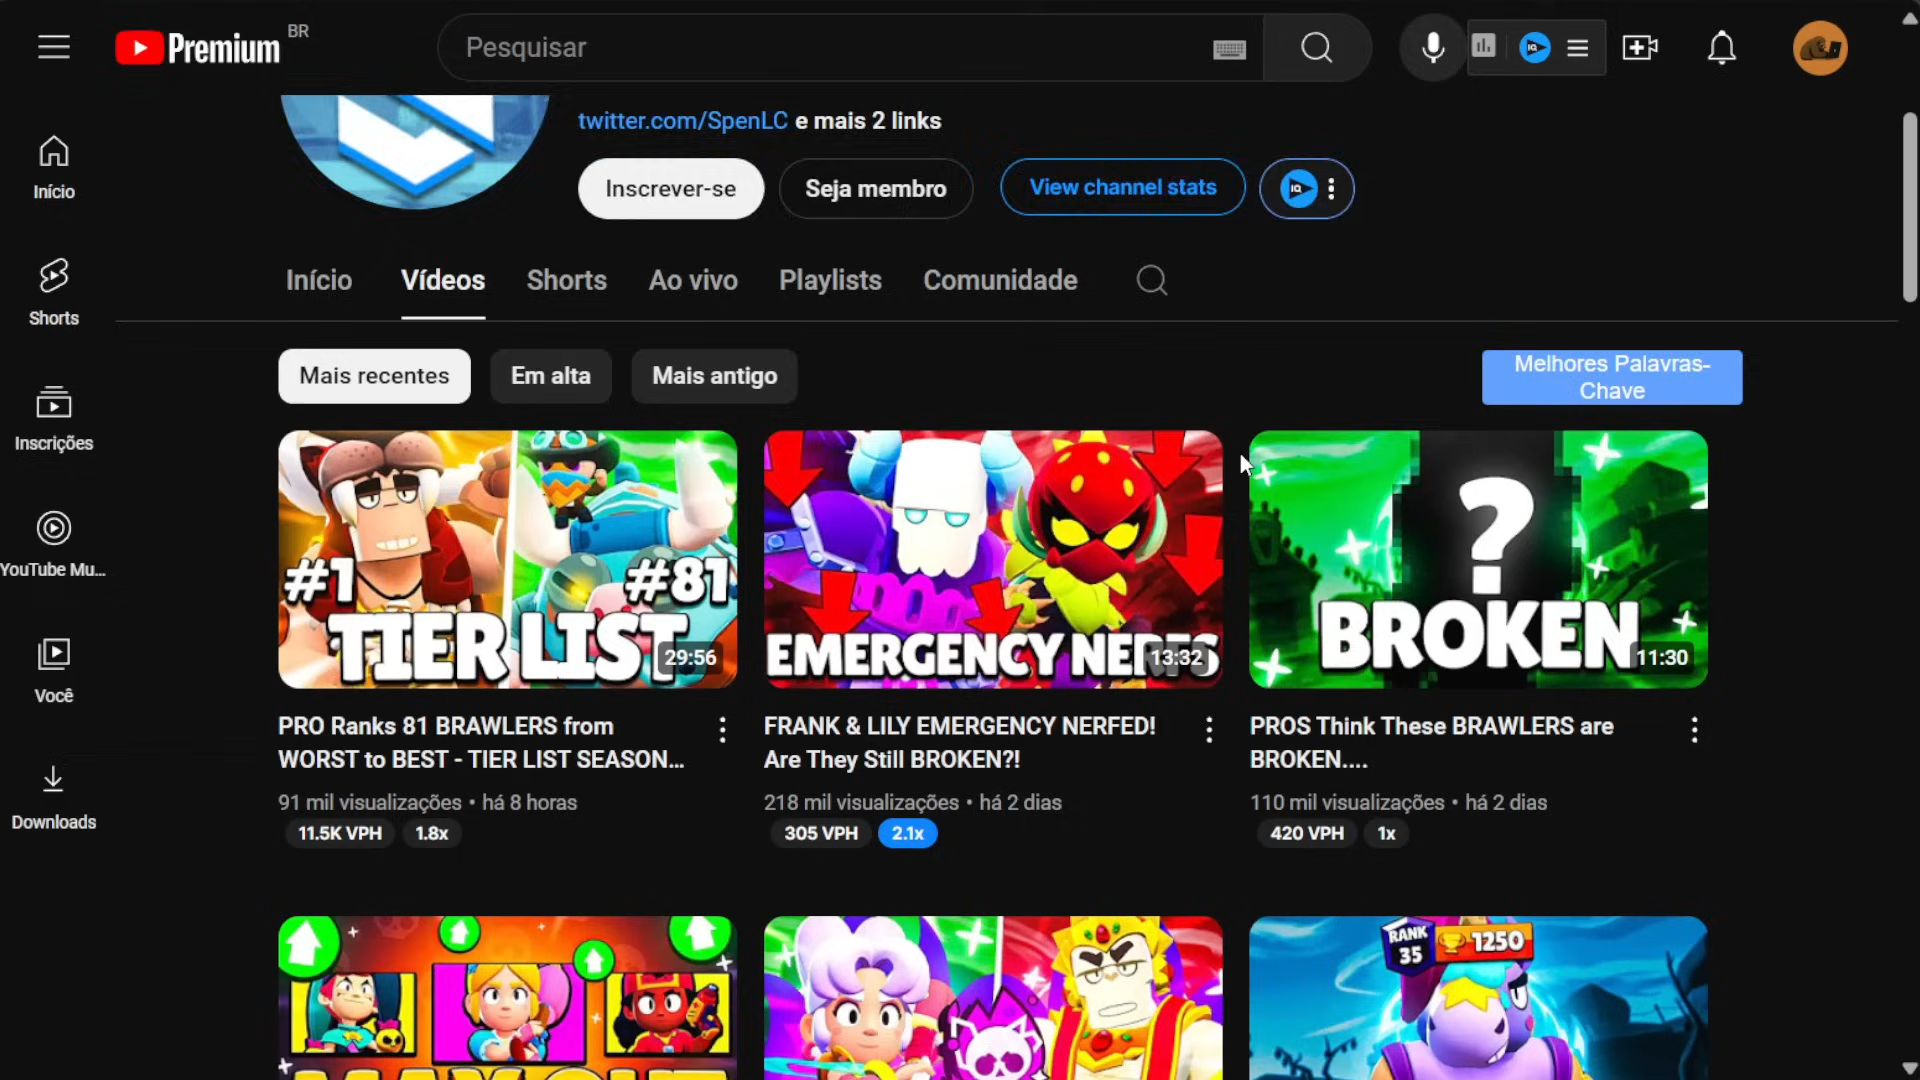 Premium BR
Pesquisar
twitter.com/SpenLC e mais 2 links
Inscrever-se
Seja membro
View channel stats
IQ
Início
Shorts
Inscrições
YouTube Mu...
Você
Downloads
Início
Vídeos
Shorts
Ao vivo
Playlists
Comunidade
Mais recentes
Em alta
Mais antigo
Melhores Palavras-
Chave
#1
#81
TIER LIST
29:56
PRO Ranks 81 BRAWLERS from
WORST to BEST - TIER LIST SEASON...
91 mil visualizações • há 8 horas
11.5K VPH
1.8x
EMERGENCY NERFS
13:32
FRANK & LILY EMERGENCY NERFED!
Are They Still BROKEN?!
218 mil visualizações • há 2 dias
305 VPH
2.1x
?
BROKEN
11:30
PROS Think These BRAWLERS are
BROKEN....
110 mil visualizações • há 2 dias
420 VPH
1x
RANK
35
1250